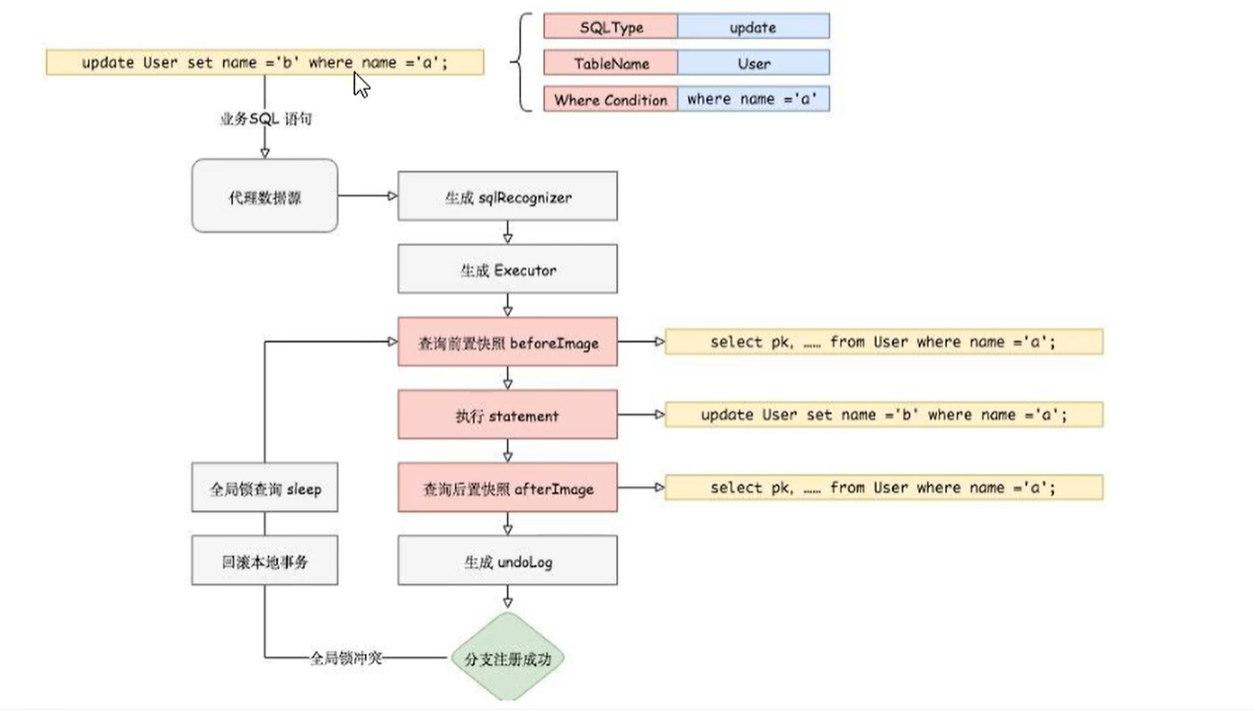 update User set name ='b' where name ='a';
SQLType
update
TableName
User
Where Condition
where name ='a'
业务SQL 语句
代理数据源
生成 sqlRecognizer
生成 Executor
查询前置快照 beforeImage
select pk, …… from User where name ='a';
执行 statement
update User set name ='b' where name ='a';
全局锁查询 sleep
查询后置快照 afterImage
select pk, …… from User where name ='a';
回滚本地事务
生成 undoLog
全局锁冲突
分支注册成功